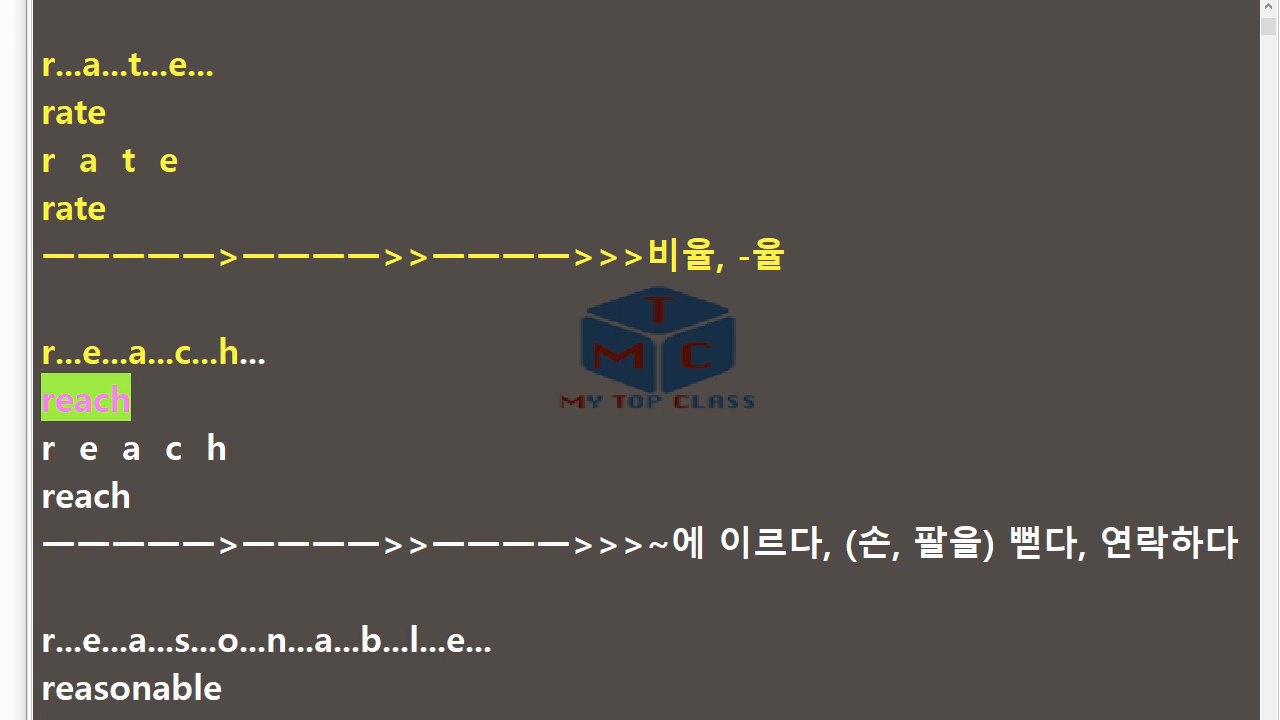 r...a...t...e...
rate
r a t e
rate
—————>————>>————>>>비율, -율
r...e...a...c...h...
T
M C
MY TOP CLASS
reach
r e a c h
reach
—————>————>>————>>>~에 이르다, (손, 팔을) 뻗다, 연락하다
r...e...a...s...o...n...a...b...l...e...
reasonable